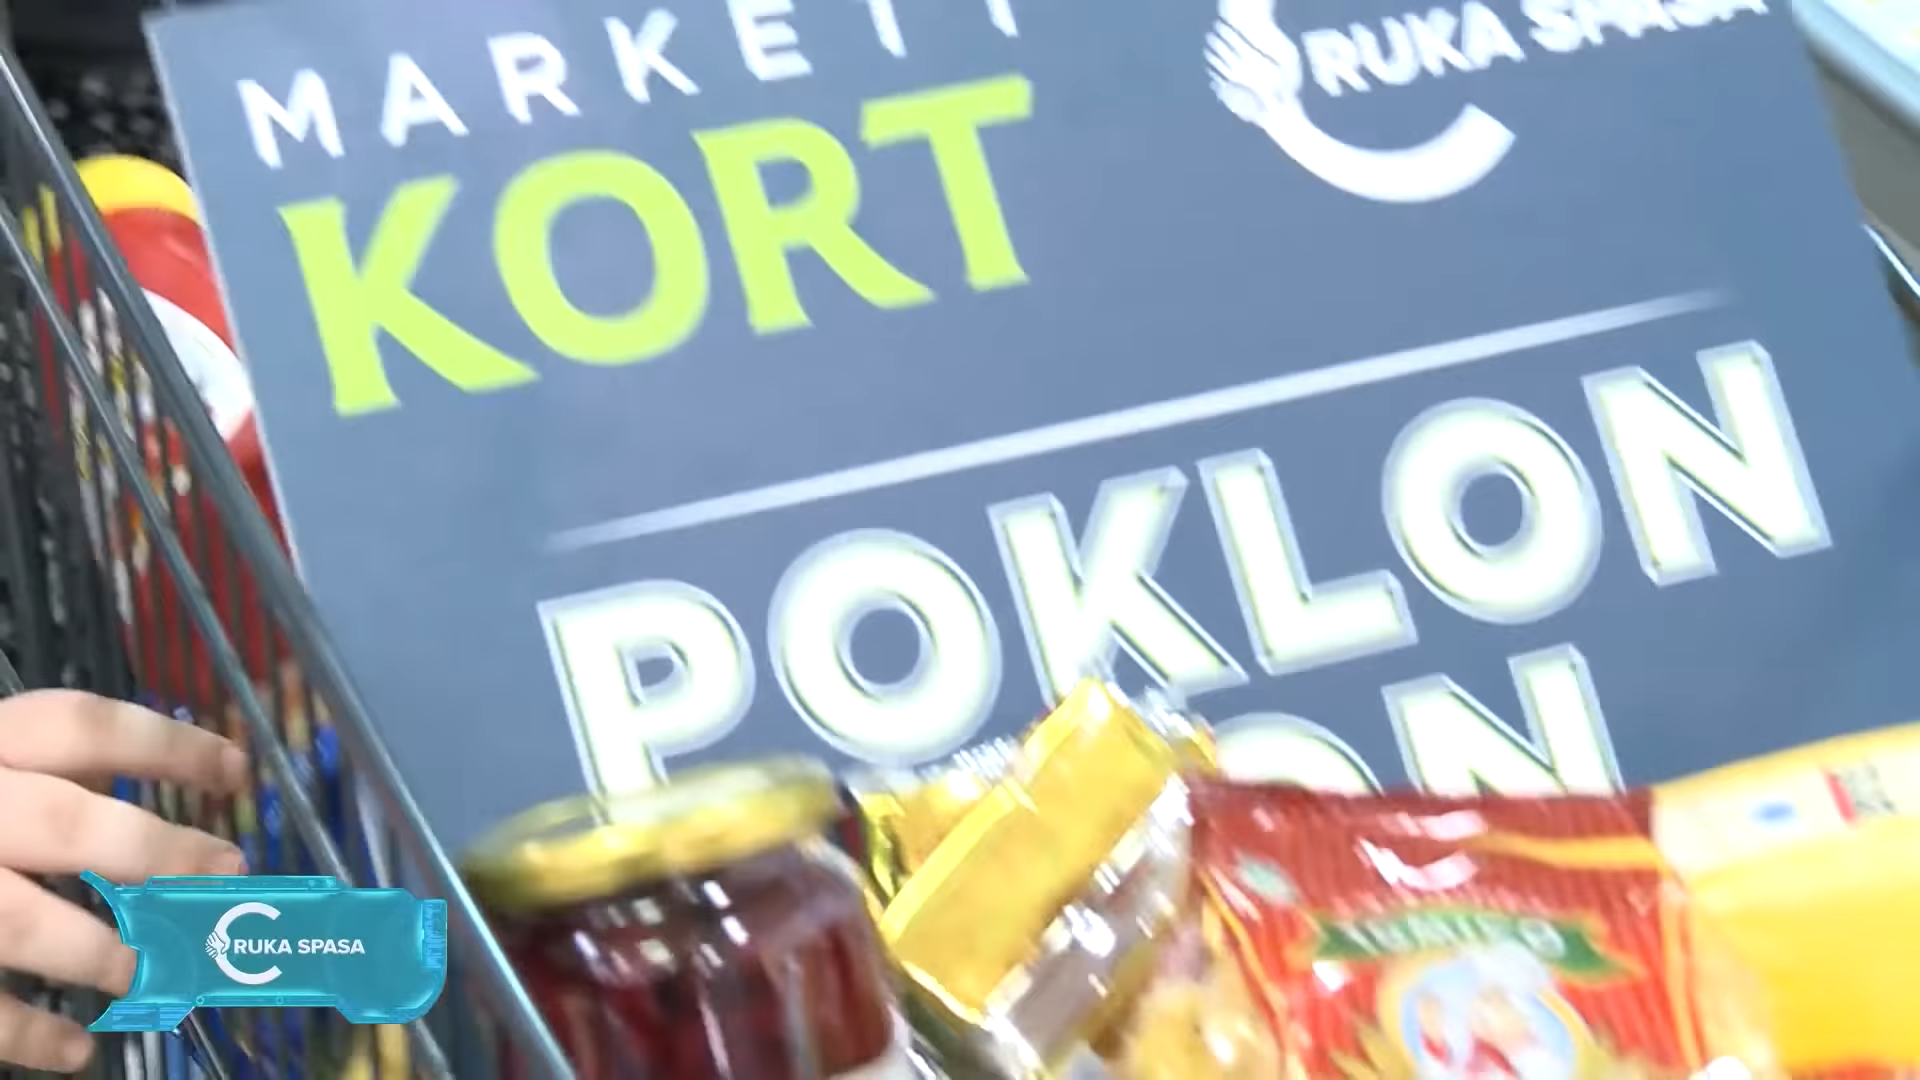 MARKETI
KORT
RUKA SPASA
POKLON
RUKA SPASA